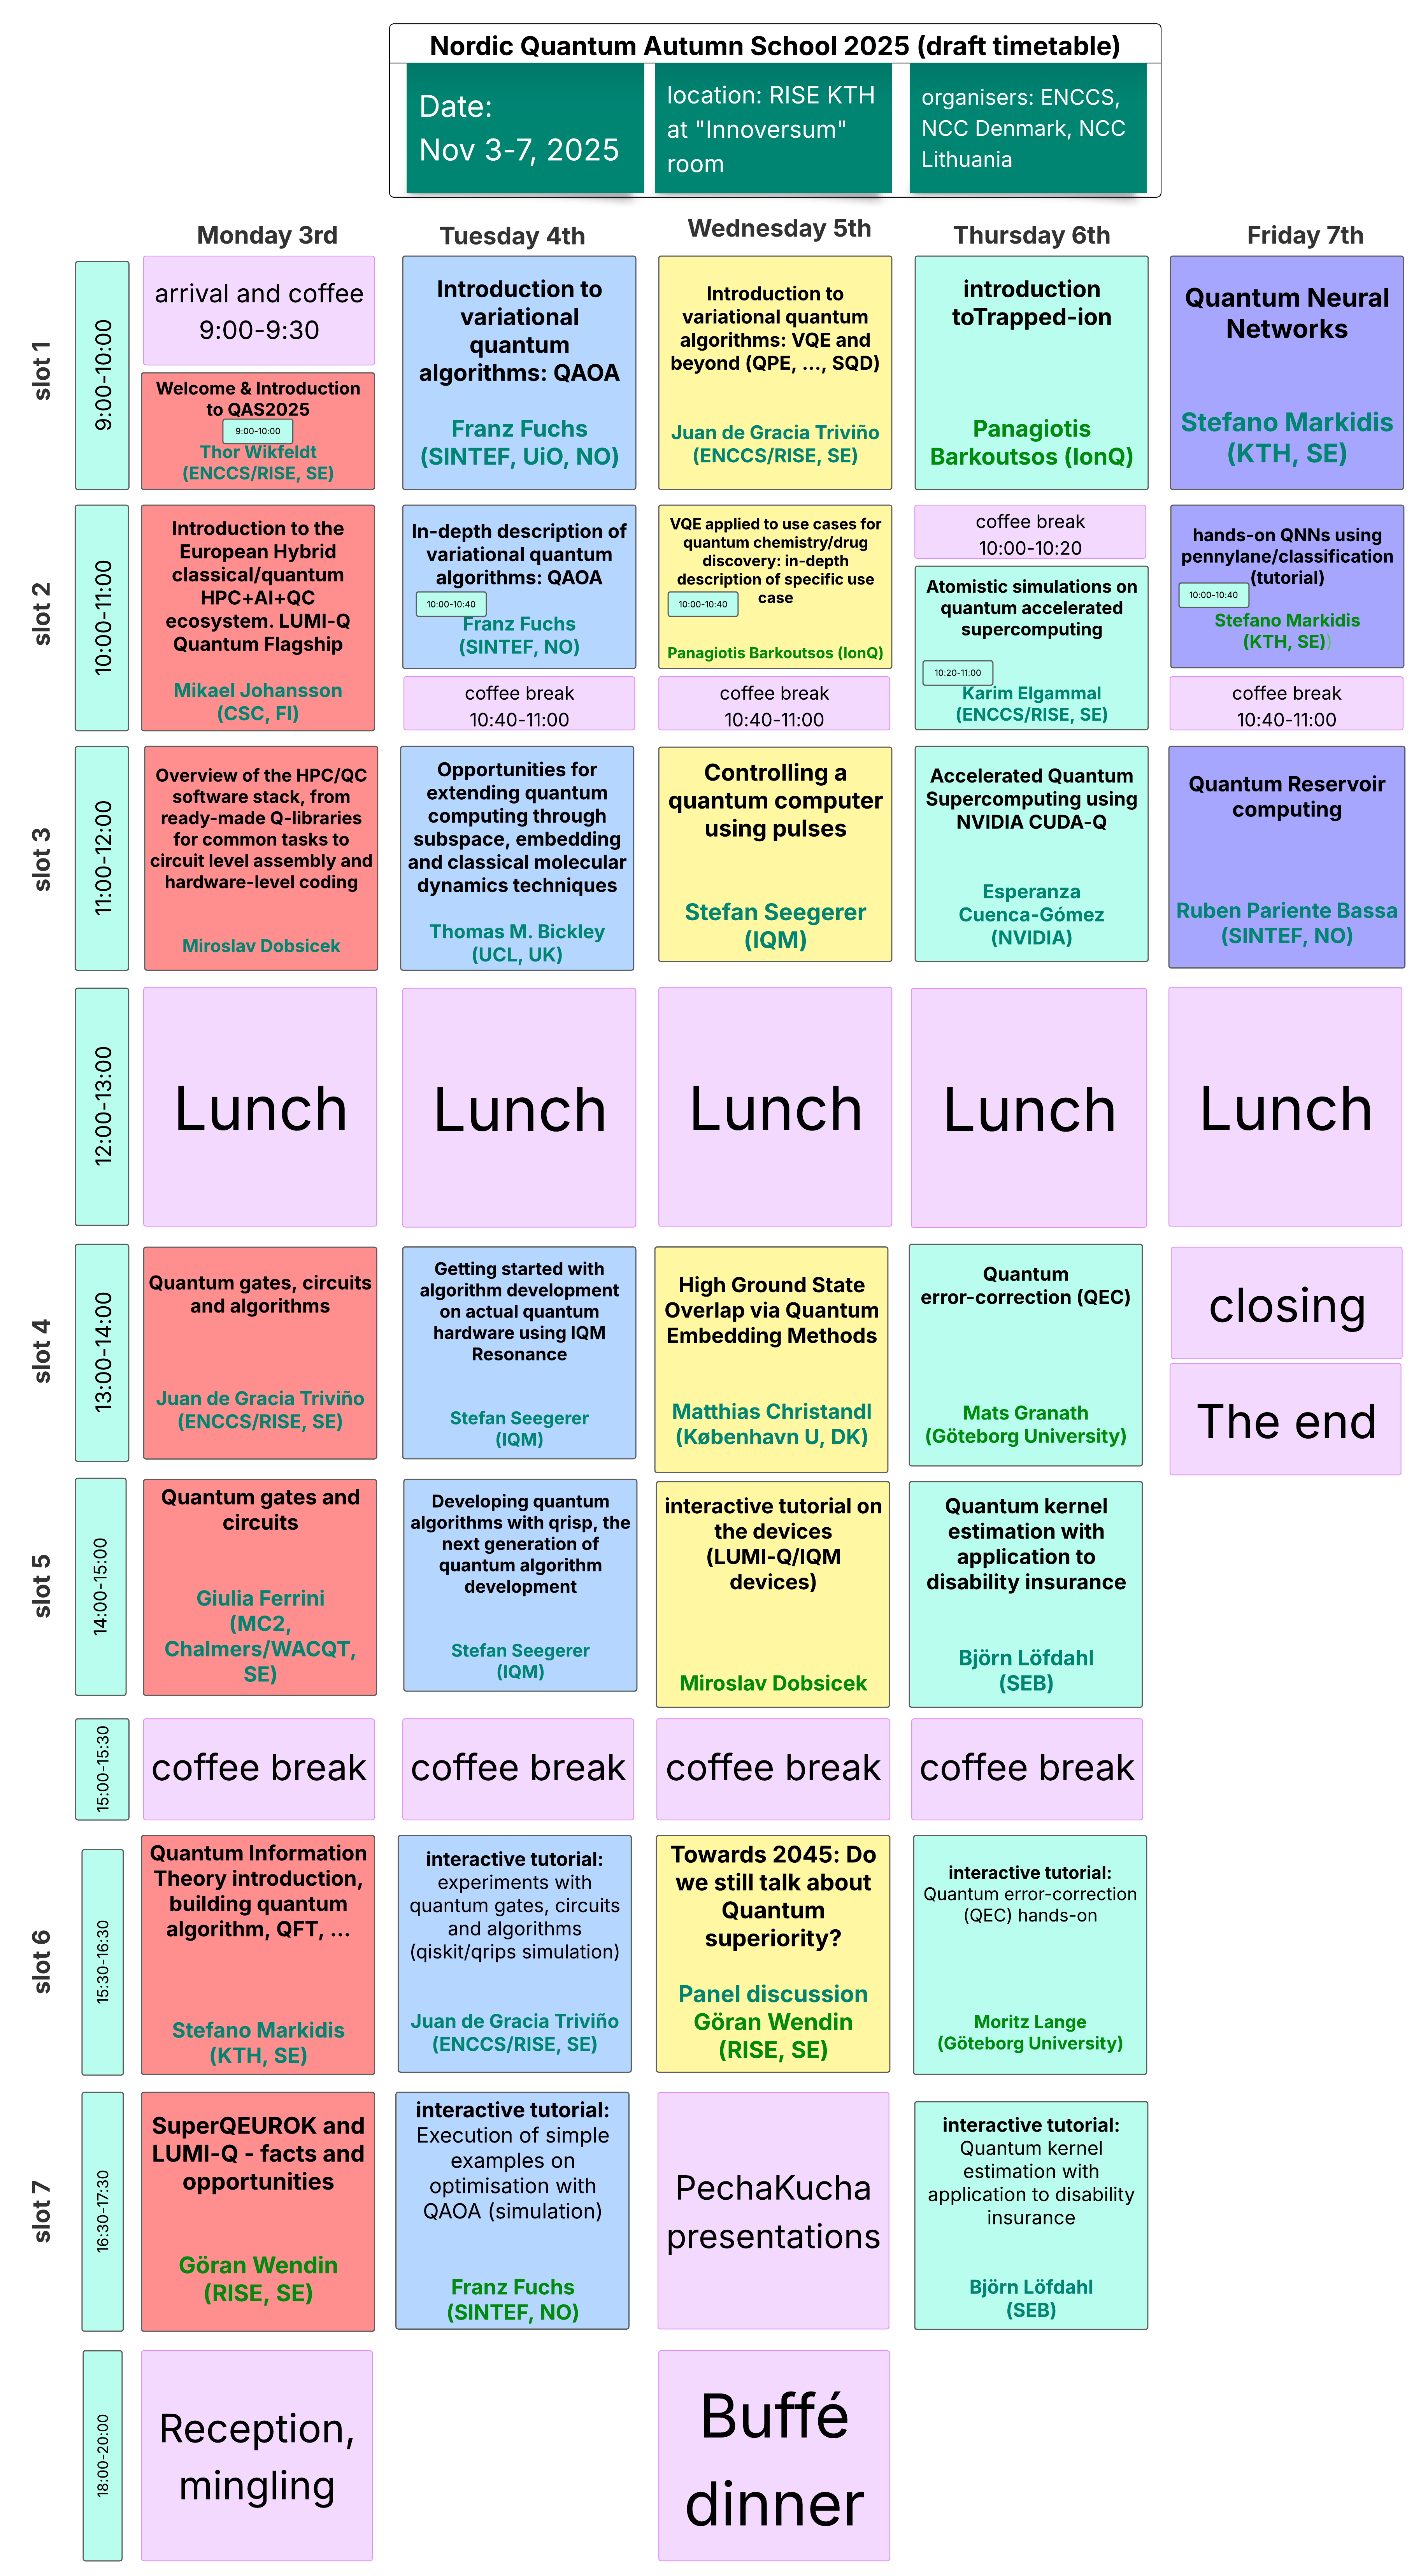 Nordic Quantum Autumn School 2025 (draft timetable)
Date:
Nov 3-7, 2025
location: RISE KTH
at "Innoversum"
room
organisers: ENCCS,
NCC Denmark, NCC
Lithuania
Monday 3rd
Tuesday 4th
Wednesday 5th
Thursday 6th
Friday 7th
slot 1
9:00-10:00
arrival and coffee
9:00-9:30
Welcome & Introduction
to QAS2025
9:00-10:00
Thor Wikfeldt
(ENCCS/RISE, SE)
Introduction to
variational
quantum
algorithms: QAOA
Franz Fuchs
(SINTEF, UiO, NO)
Introduction to
variational quantum
algorithms: VQE and
beyond (QPE, ..., SQD)
Juan de Gracia Triviño
(ENCCS/RISE, SE)
introduction
toTrapped-ion
Panagiotis
Barkoutsos (IonQ)
Quantum Neural
Networks
Stefano Markidis
(KTH, SE)
slot 2
10:00-11:00
Introduction to the
European Hybrid
classical/quantum
HPC+AI+QC
ecosystem. LUMI-Q
Quantum Flagship
Mikael Johansson
(CSC, FI)
In-depth description of
variational quantum
algorithms: QAOA
10:00-10:40
Franz Fuchs
(SINTEF, NO)
coffee break
10:40-11:00
VQE applied to use cases for
quantum chemistry/drug
discovery: in-depth
description of specific use
case
10:00-10:40
Panagiotis Barkoutsos (IonQ)
coffee break
10:40-11:00
coffee break
10:00-10:20
Atomistic simulations on
quantum accelerated
supercomputing
10:20-11:00
Karim Elgammal
(ENCCS/RISE, SE)
hands-on QNNs using
pennylane/classification
(tutorial)
10:00-10:40
Stefano Markidis
(KTH, SE))
coffee break
10:40-11:00
slot 3
11:00-12:00
Overview of the HPC/QC
software stack, from
ready-made Q-libraries
for common tasks to
circuit level assembly and
hardware-level coding
Miroslav Dobsicek
Opportunities for
extending quantum
computing through
subspace, embedding
and classical molecular
dynamics techniques
Thomas M. Bickley
(UCL, UK)
Controlling a
quantum computer
using pulses
Stefan Seegerer
(IQM)
Accelerated Quantum
Supercomputing using
NVIDIA CUDA-Q
Esperanza
Cuenca-Gómez
(NVIDIA)
Quantum Reservoir
computing
Ruben Pariente Bassa
(SINTEF, NO)
12:00-13:00
Lunch
Lunch
Lunch
Lunch
Lunch
slot 4
13:00-14:00
Quantum gates, circuits
and algorithms
Juan de Gracia Triviño
(ENCCS/RISE, SE)
Getting started with
algorithm development
on actual quantum
hardware using IQM
Resonance
Stefan Seegerer
(IQM)
High Ground State
Overlap via Quantum
Embedding Methods
Matthias Christandl
(København U, DK)
Quantum
error-correction (QEC)
Mats Granath
(Göteborg University)
closing
The end
slot 5
14:00-15:00
Quantum gates and
circuits
Giulia Ferrini
(MC2,
Chalmers/WACQT,
SE)
Developing quantum
algorithms with qrisp, the
next generation of
quantum algorithm
development
Stefan Seegerer
(IQM)
interactive tutorial on
the devices
(LUMI-Q/IQM
devices)
Miroslav Dobsicek
Quantum kernel
estimation with
application to
disability insurance
Björn Löfdahl
(SEB)
15:00-15:30
coffee break
coffee break
coffee break
coffee break
slot 6
15:30-16:30
Quantum Information
Theory introduction,
building quantum
algorithm, QFT, ...
Stefano Markidis
(KTH, SE)
interactive tutorial:
experiments with
quantum gates, circuits
and algorithms
(qiskit/qrips simulation)
Juan de Gracia Triviño
(ENCCS/RISE, SE)
Towards 2045: Do
we still talk about
Quantum
superiority?
Panel discussion
Göran Wendin
(RISE, SE)
interactive tutorial:
Quantum error-correction
(QEC) hands-on
Moritz Lange
(Göteborg University)
slot 7
16:30-17:30
SuperQEUROK and
LUMI-Q - facts and
opportunities
Göran Wendin
(RISE, SE)
interactive tutorial:
Execution of simple
examples on
optimisation with
QAOA (simulation)
Franz Fuchs
(SINTEF, NO)
PechaKucha
presentations
interactive tutorial:
Quantum kernel
estimation with
application to disability
insurance
Björn Löfdahl
(SEB)
18:00-20:00
Reception,
mingling
Buffé
dinner